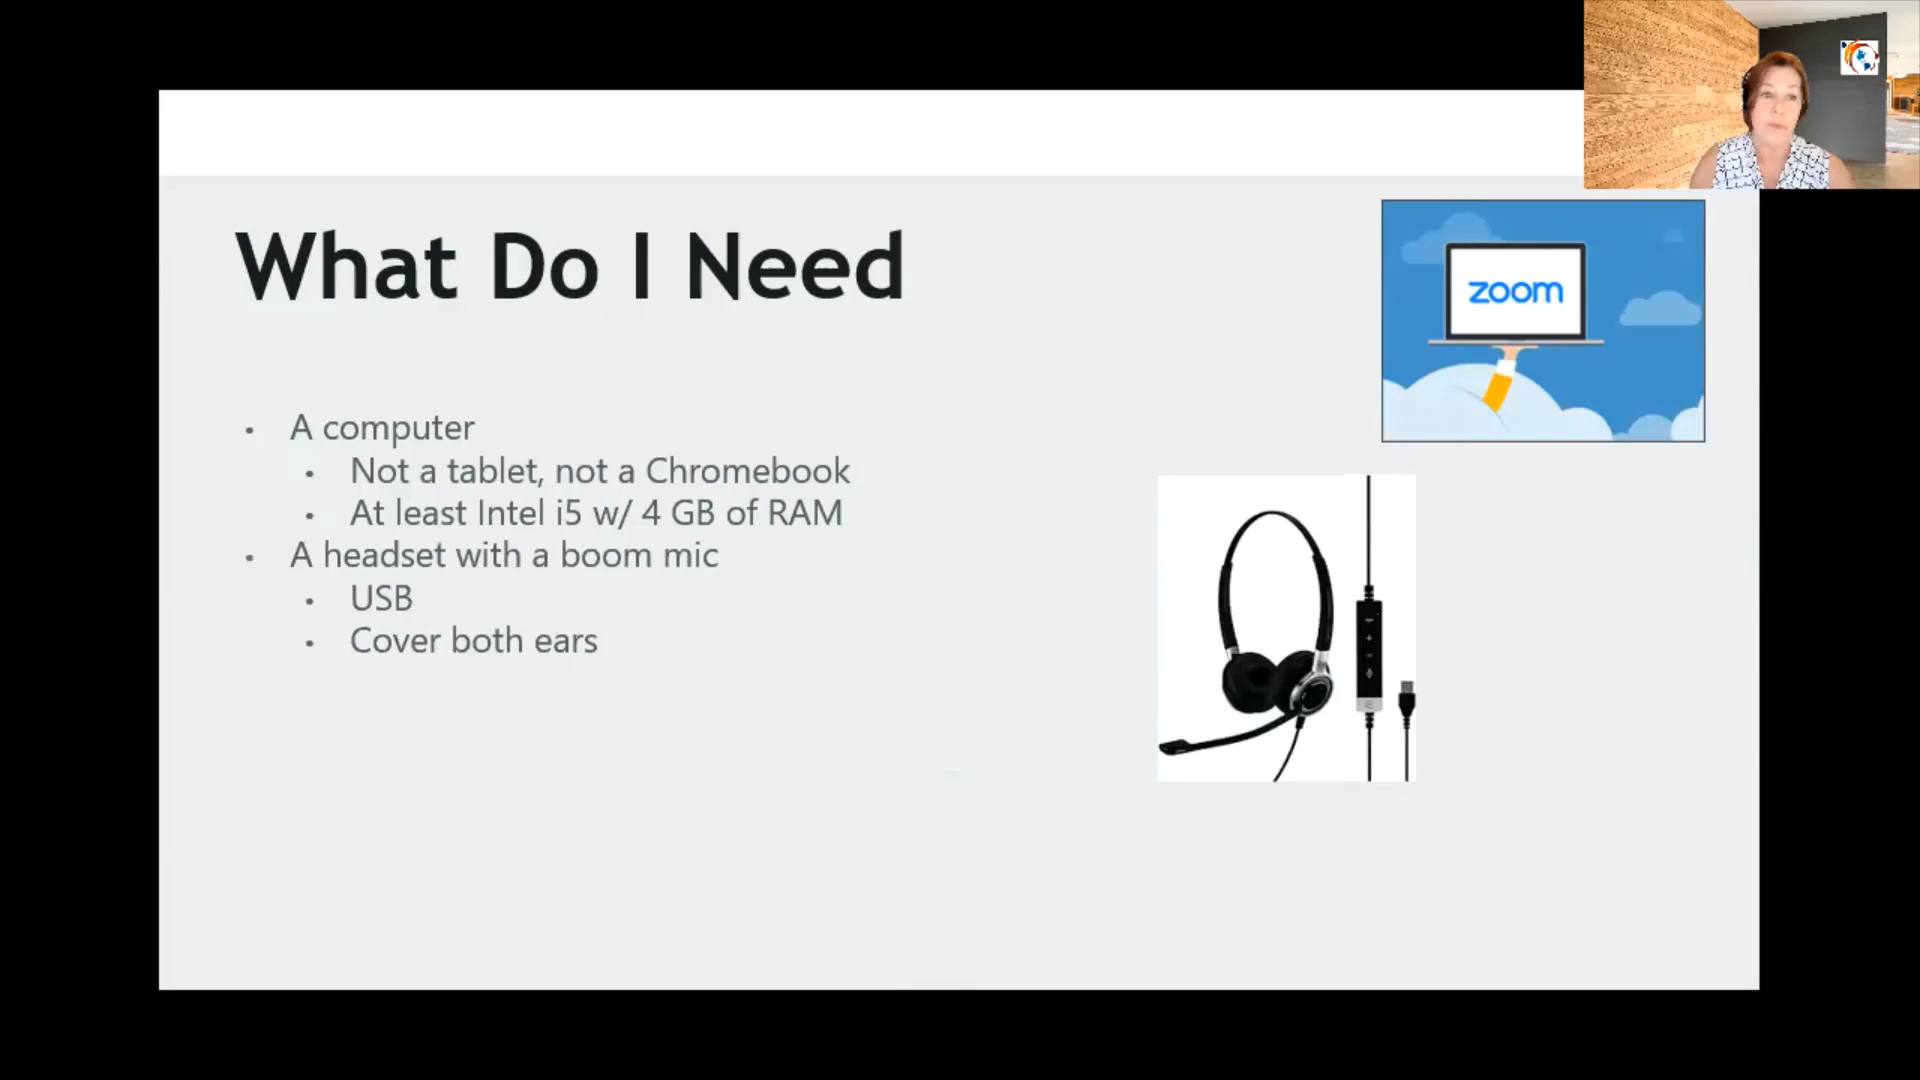 What Do I Need
zoom
A computer
Not a tablet, not a Chromebook
At least Intel i5 w/ 4 GB of RAM
A headset with a boom mic
USB
Cover both ears